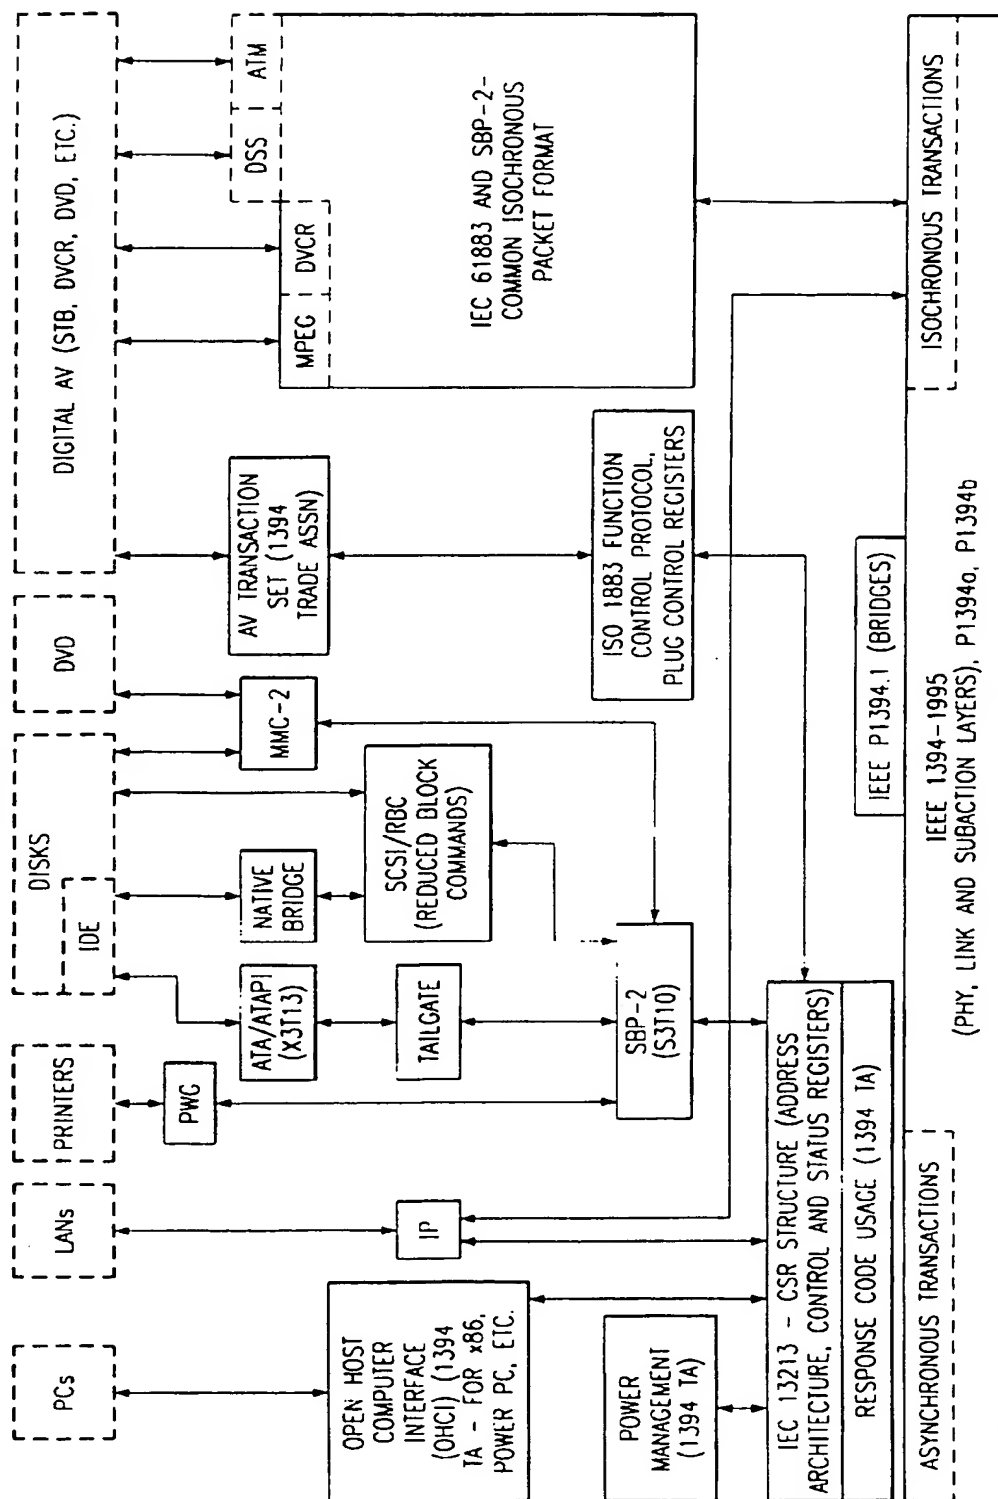 PCs
LANs
PRINTERS
DISKS
IDE
DVD
DIGITAL AV (STB, DVCR, DVD, ETC.)
PWG
ATA/ATAPI
(X3T13)
NATIVE
BRIDGE
MMC-2
AV TRANSACTION
SET (1394
TRADE ASSN)
MPEG
DVCR
DSS
ATM
OPEN HOST
COMPUTER
INTERFACE
(OHCI) (1394
TA - FOR x86,
POWER PC, ETC.
IP
TAILGATE
SCSI/RBC
(REDUCED BLOCK
COMMANDS)
IEC 61883 AND SBP-2-
COMMON ISOCHRONOUS
PACKET FORMAT
POWER
MANAGEMENT
(1394 TA)
SBP-2
(S3T10)
ISO 1883 FUNCTION
CONTROL PROTOCOL,
PLUG CONTROL REGISTERS
IEC 13213 - CSR STRUCTURE (ADDRESS
ARCHITECTURE, CONTROL AND STATUS REGISTERS)
RESPONSE CODE USAGE (1394 TA)
IEEE P1394.1 (BRIDGES)
ASYNCHRONOUS TRANSACTIONS
IEEE 1394-1995
(PHY, LINK AND SUBACTION LAYERS), P1394a, P1394b
ISOCHRONOUS TRANSACTIONS